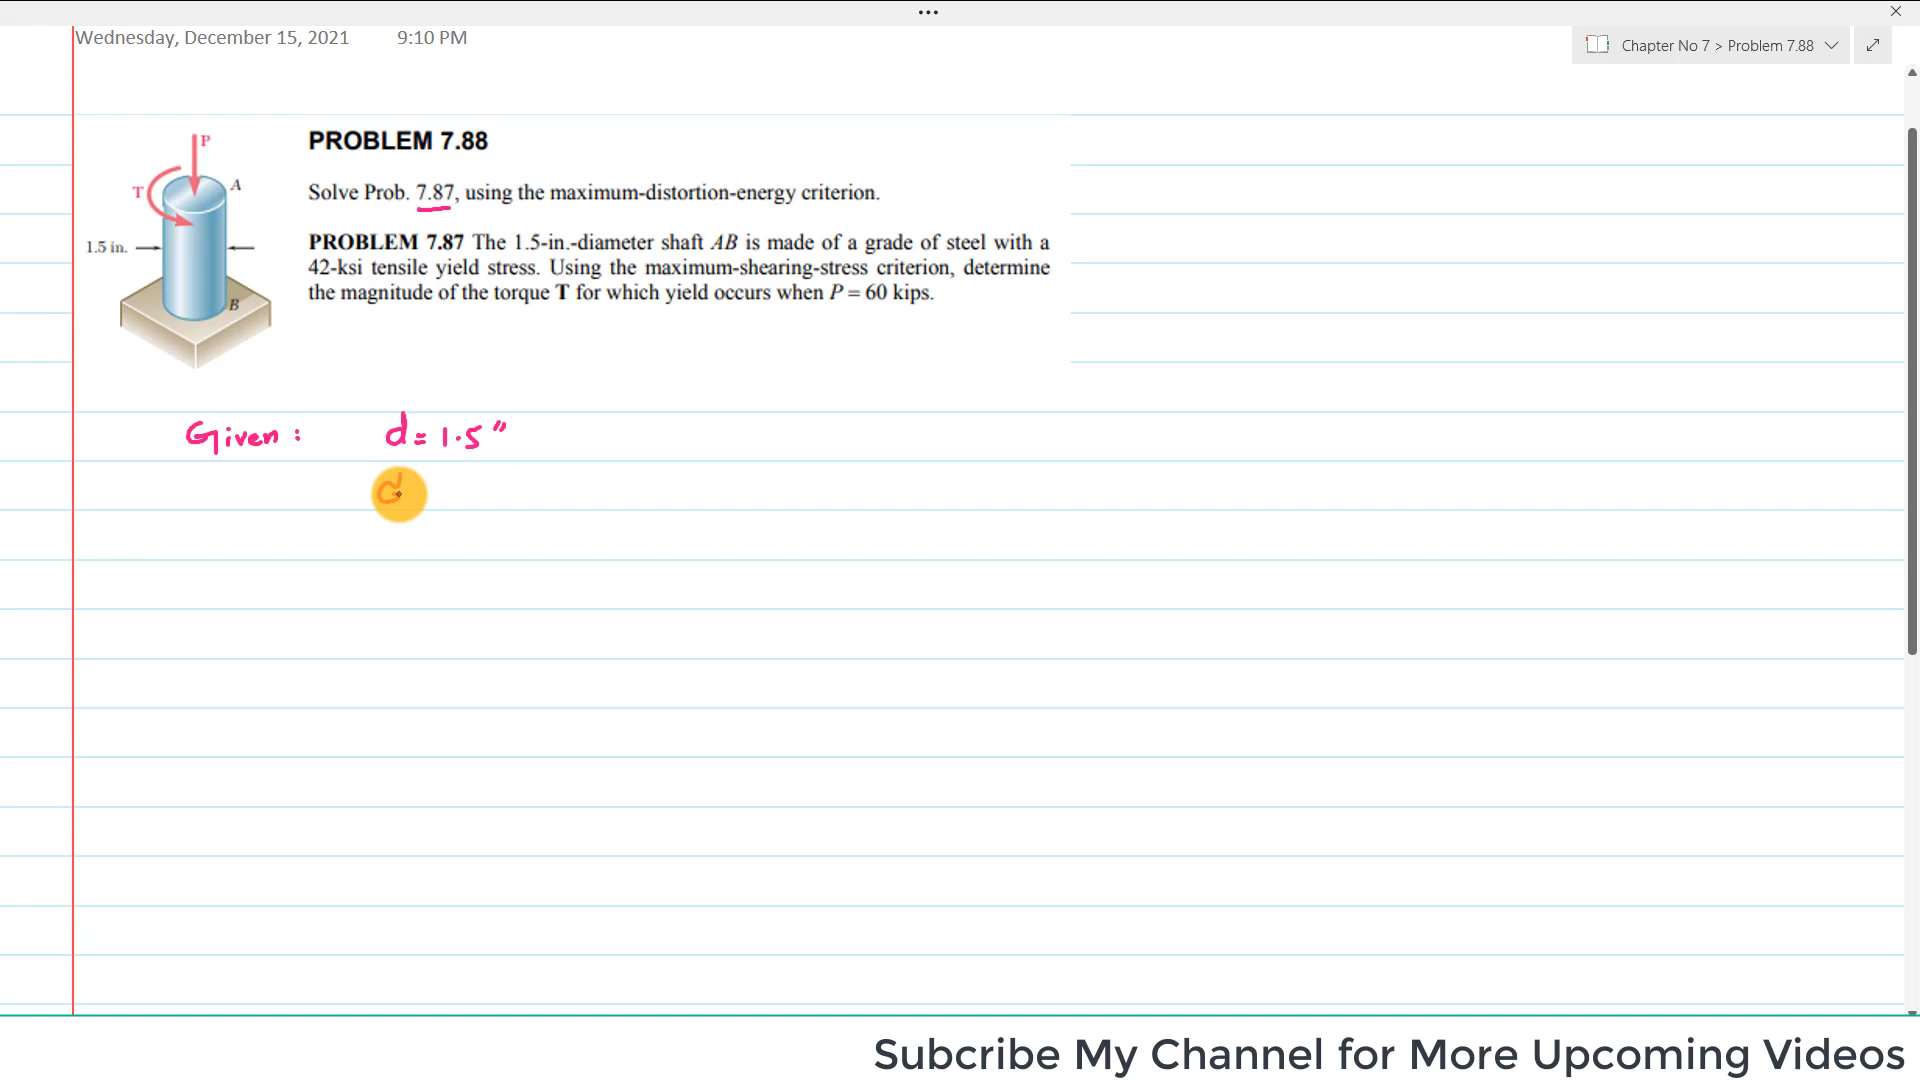 Wednesday, December 15, 2021 9:10 PM
Chapter No 7 > Problem 7.88
P
T
A
1.5 in.
B
PROBLEM 7.88
Solve Prob. 7.87, using the maximum-distortion-energy criterion.
PROBLEM 7.87 The 1.5-in.-diameter shaft AB is made of a grade of steel with a
42-ksi tensile yield stress. Using the maximum-shearing-stress criterion, determine
the magnitude of the torque T for which yield occurs when P = 60 kips.
Given : d = 1.5 "
Subcribe My Channel for More Upcoming Videos